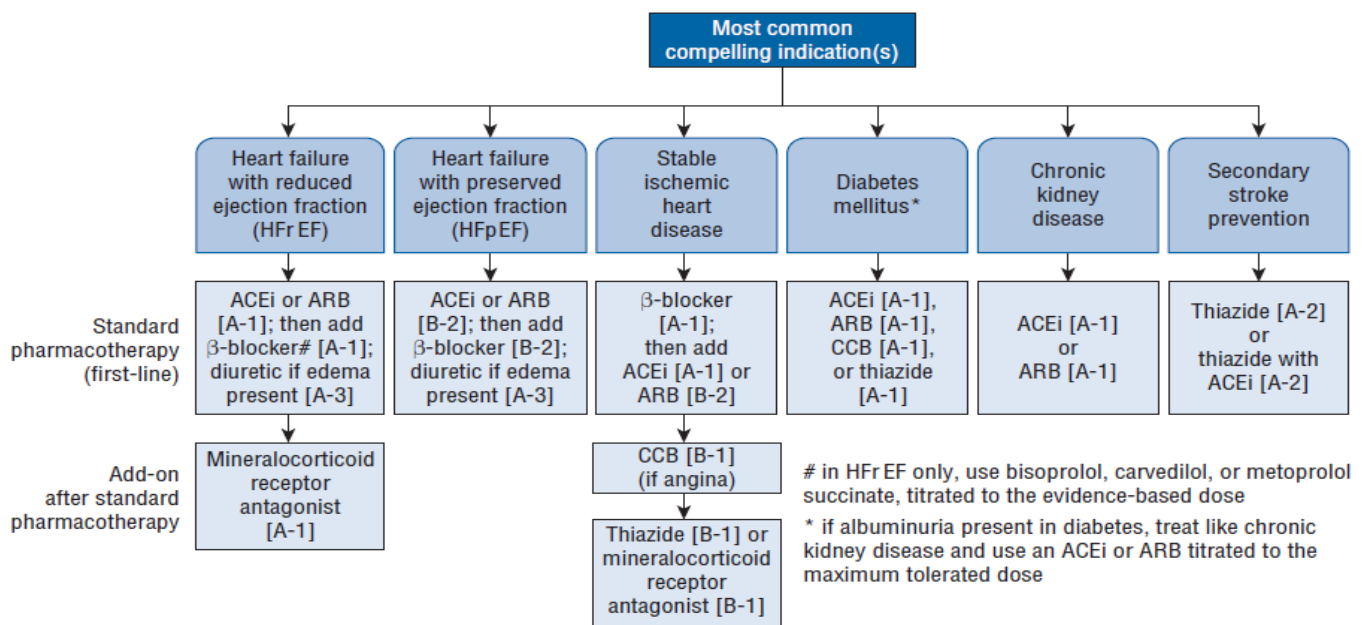 Most common
compelling indication(s)
Heart failure
with reduced
ejection fraction
(HFrEF)
Heart failure
with preserved
ejection fraction
(HFpEF)
Stable
ischemic
heart
disease
Diabetes
mellitus*
Chronic
kidney
disease
Secondary
stroke
prevention
Standard
pharmacotherapy
(first-line)
ACEi or ARB
[A-1]; then add
β-blocker# [A-1];
diuretic if edema
present [A-3]
ACEi or ARB
[B-2]; then add
β-blocker [B-2];
diuretic if edema
present [A-3]
β-blocker
[A-1];
then add
ACEi [A-1] or
ARB [B-2]
ACEi [A-1],
ARB [A-1],
CCB [A-1],
or thiazide
[A-1]
ACEi [A-1]
or
ARB [A-1]
Thiazide [A-2]
or
thiazide with
ACEi [A-2]
Add-on
after standard
pharmacotherapy
Mineralocorticoid
receptor
antagonist
[A-1]
CCB [B-1]
(if angina)
Thiazide [B-1] or
mineralocorticoid
receptor
antagonist [B-1]
# in HFrEF only, use bisoprolol, carvedilol, or metoprolol
succinate, titrated to the evidence-based dose
* if albuminuria present in diabetes, treat like chronic
kidney disease and use an ACEi or ARB titrated to the
maximum tolerated dose